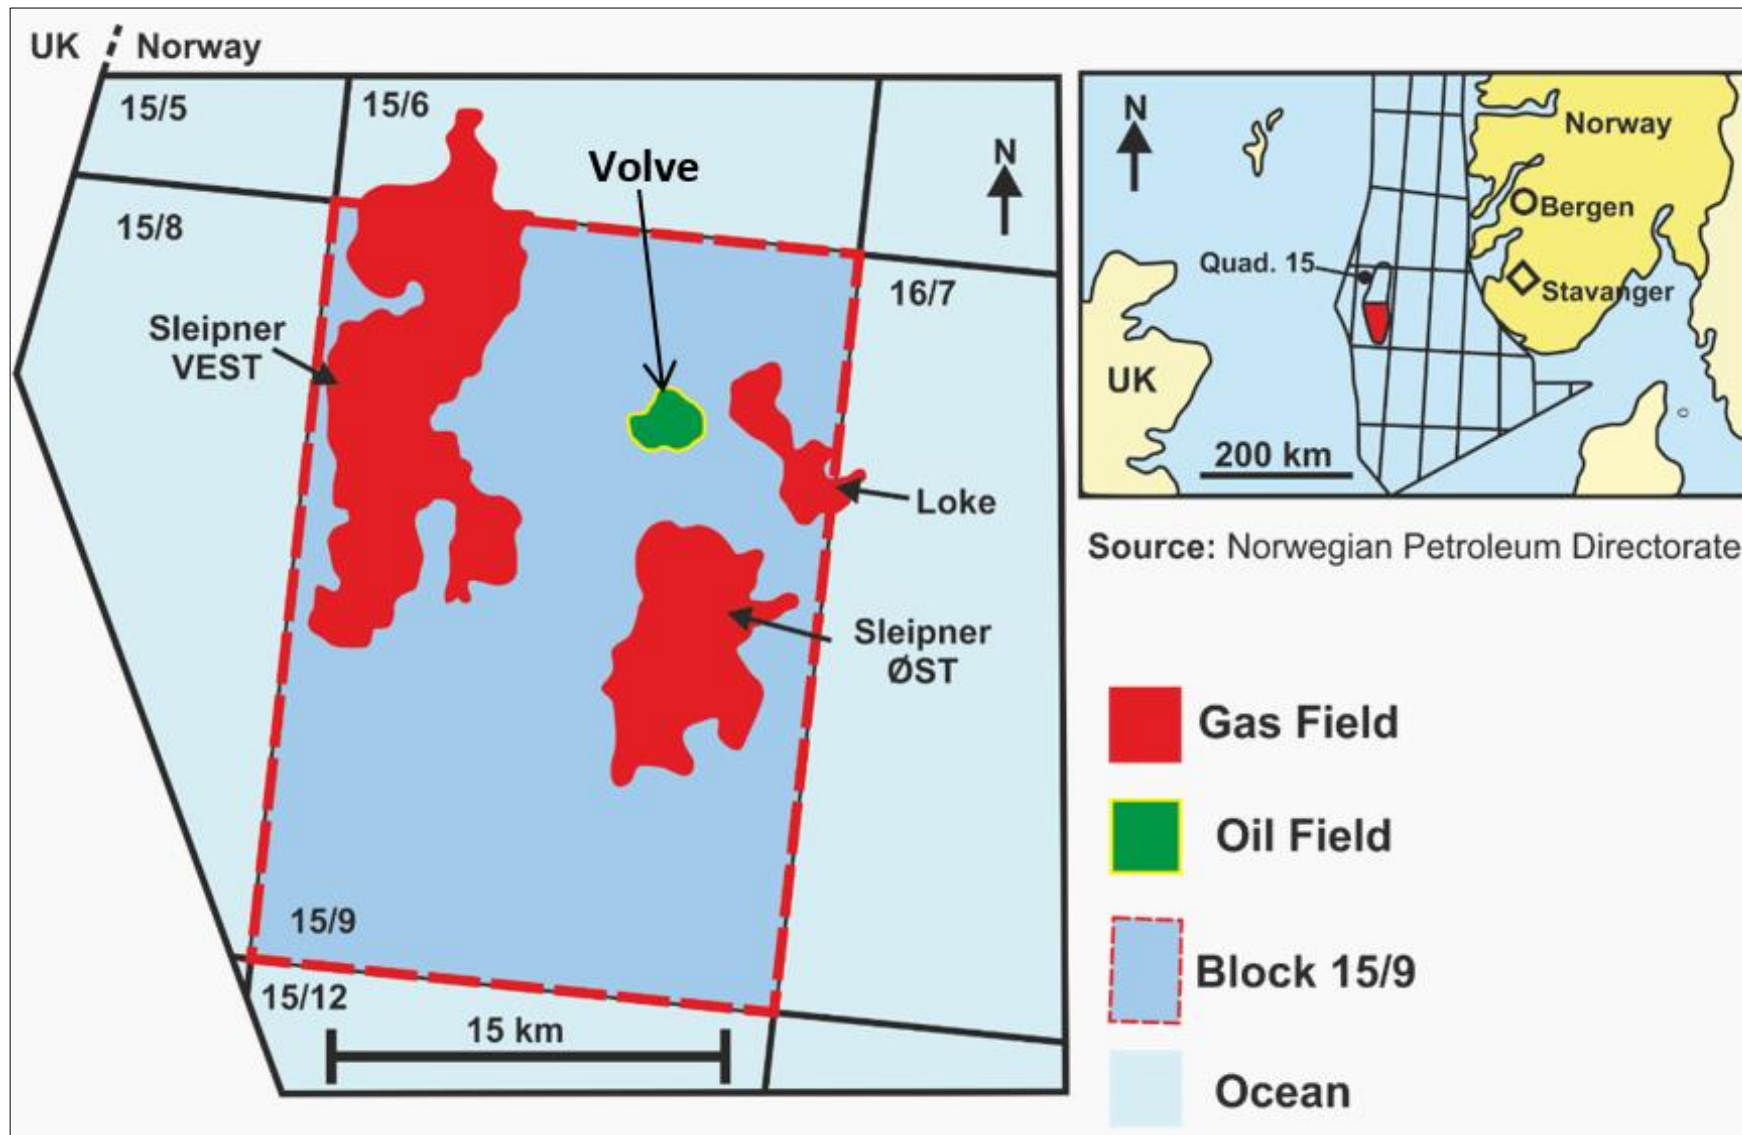 UK
Norway
15/5
15/6
Volve
N
15/8
16/7
Sleipner
VEST
Loke
Sleipner
ØST
15/9
15/12
15 km
N
Norway
Bergen
Quad. 15
Stavanger
UK
200 km
Source: Norwegian Petroleum Directorate
Gas Field
Oil Field
Block 15/9
Ocean